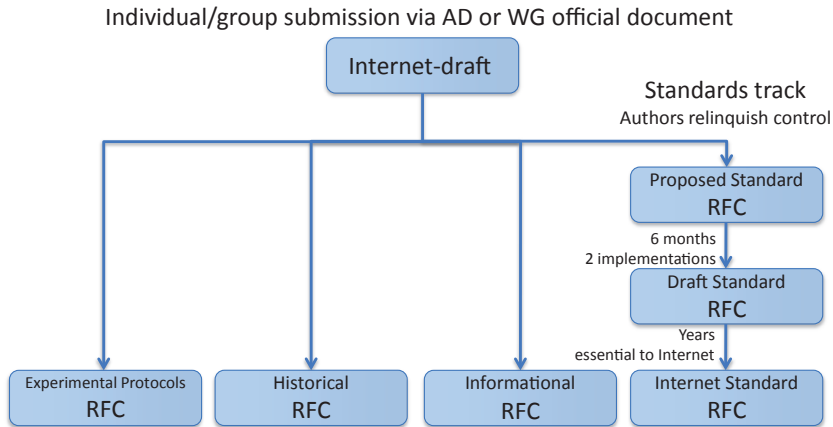 Individual/group submission via AD or WG official document
Internet-draft
Standards track
Authors relinquish control
Proposed Standard
RFC
6 months
2 implementations
Draft Standard
RFC
Years
essential to Internet
Experimental Protocols
RFC
Historical
RFC
Informational
RFC
Internet Standard
RFC